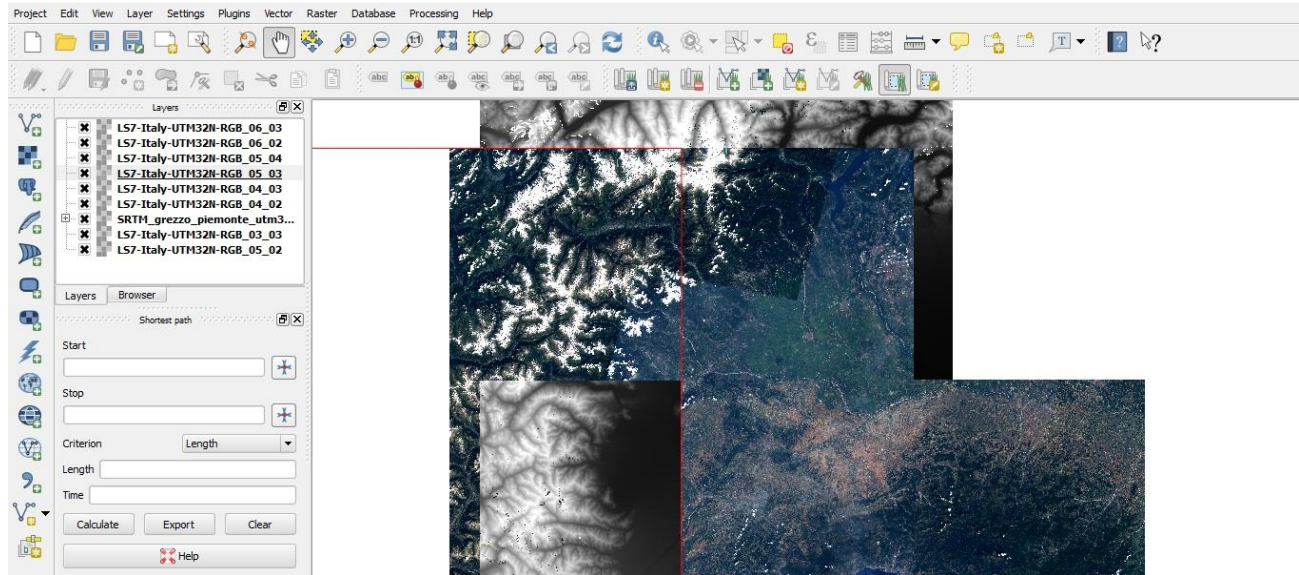 Project Edit View Layer Settings Plugins Vector Raster Database Processing Help
Layers
LS7-Italy-UTM32N-RGB_06_03
LS7-Italy-UTM32N-RGB_06_02
LS7-Italy-UTM32N-RGB_05_04
LS7-Italy-UTM32N-RGB_05_03
LS7-Italy-UTM32N-RGB_04_03
LS7-Italy-UTM32N-RGB_04_02
SRTM_grezzo_piemonte_utm3...
LS7-Italy-UTM32N-RGB_03_03
LS7-Italy-UTM32N-RGB_05_02
Layers Browser
Shortest path
Start
Stop
Criterion Length
Length
Time
Calculate Export Clear
Help